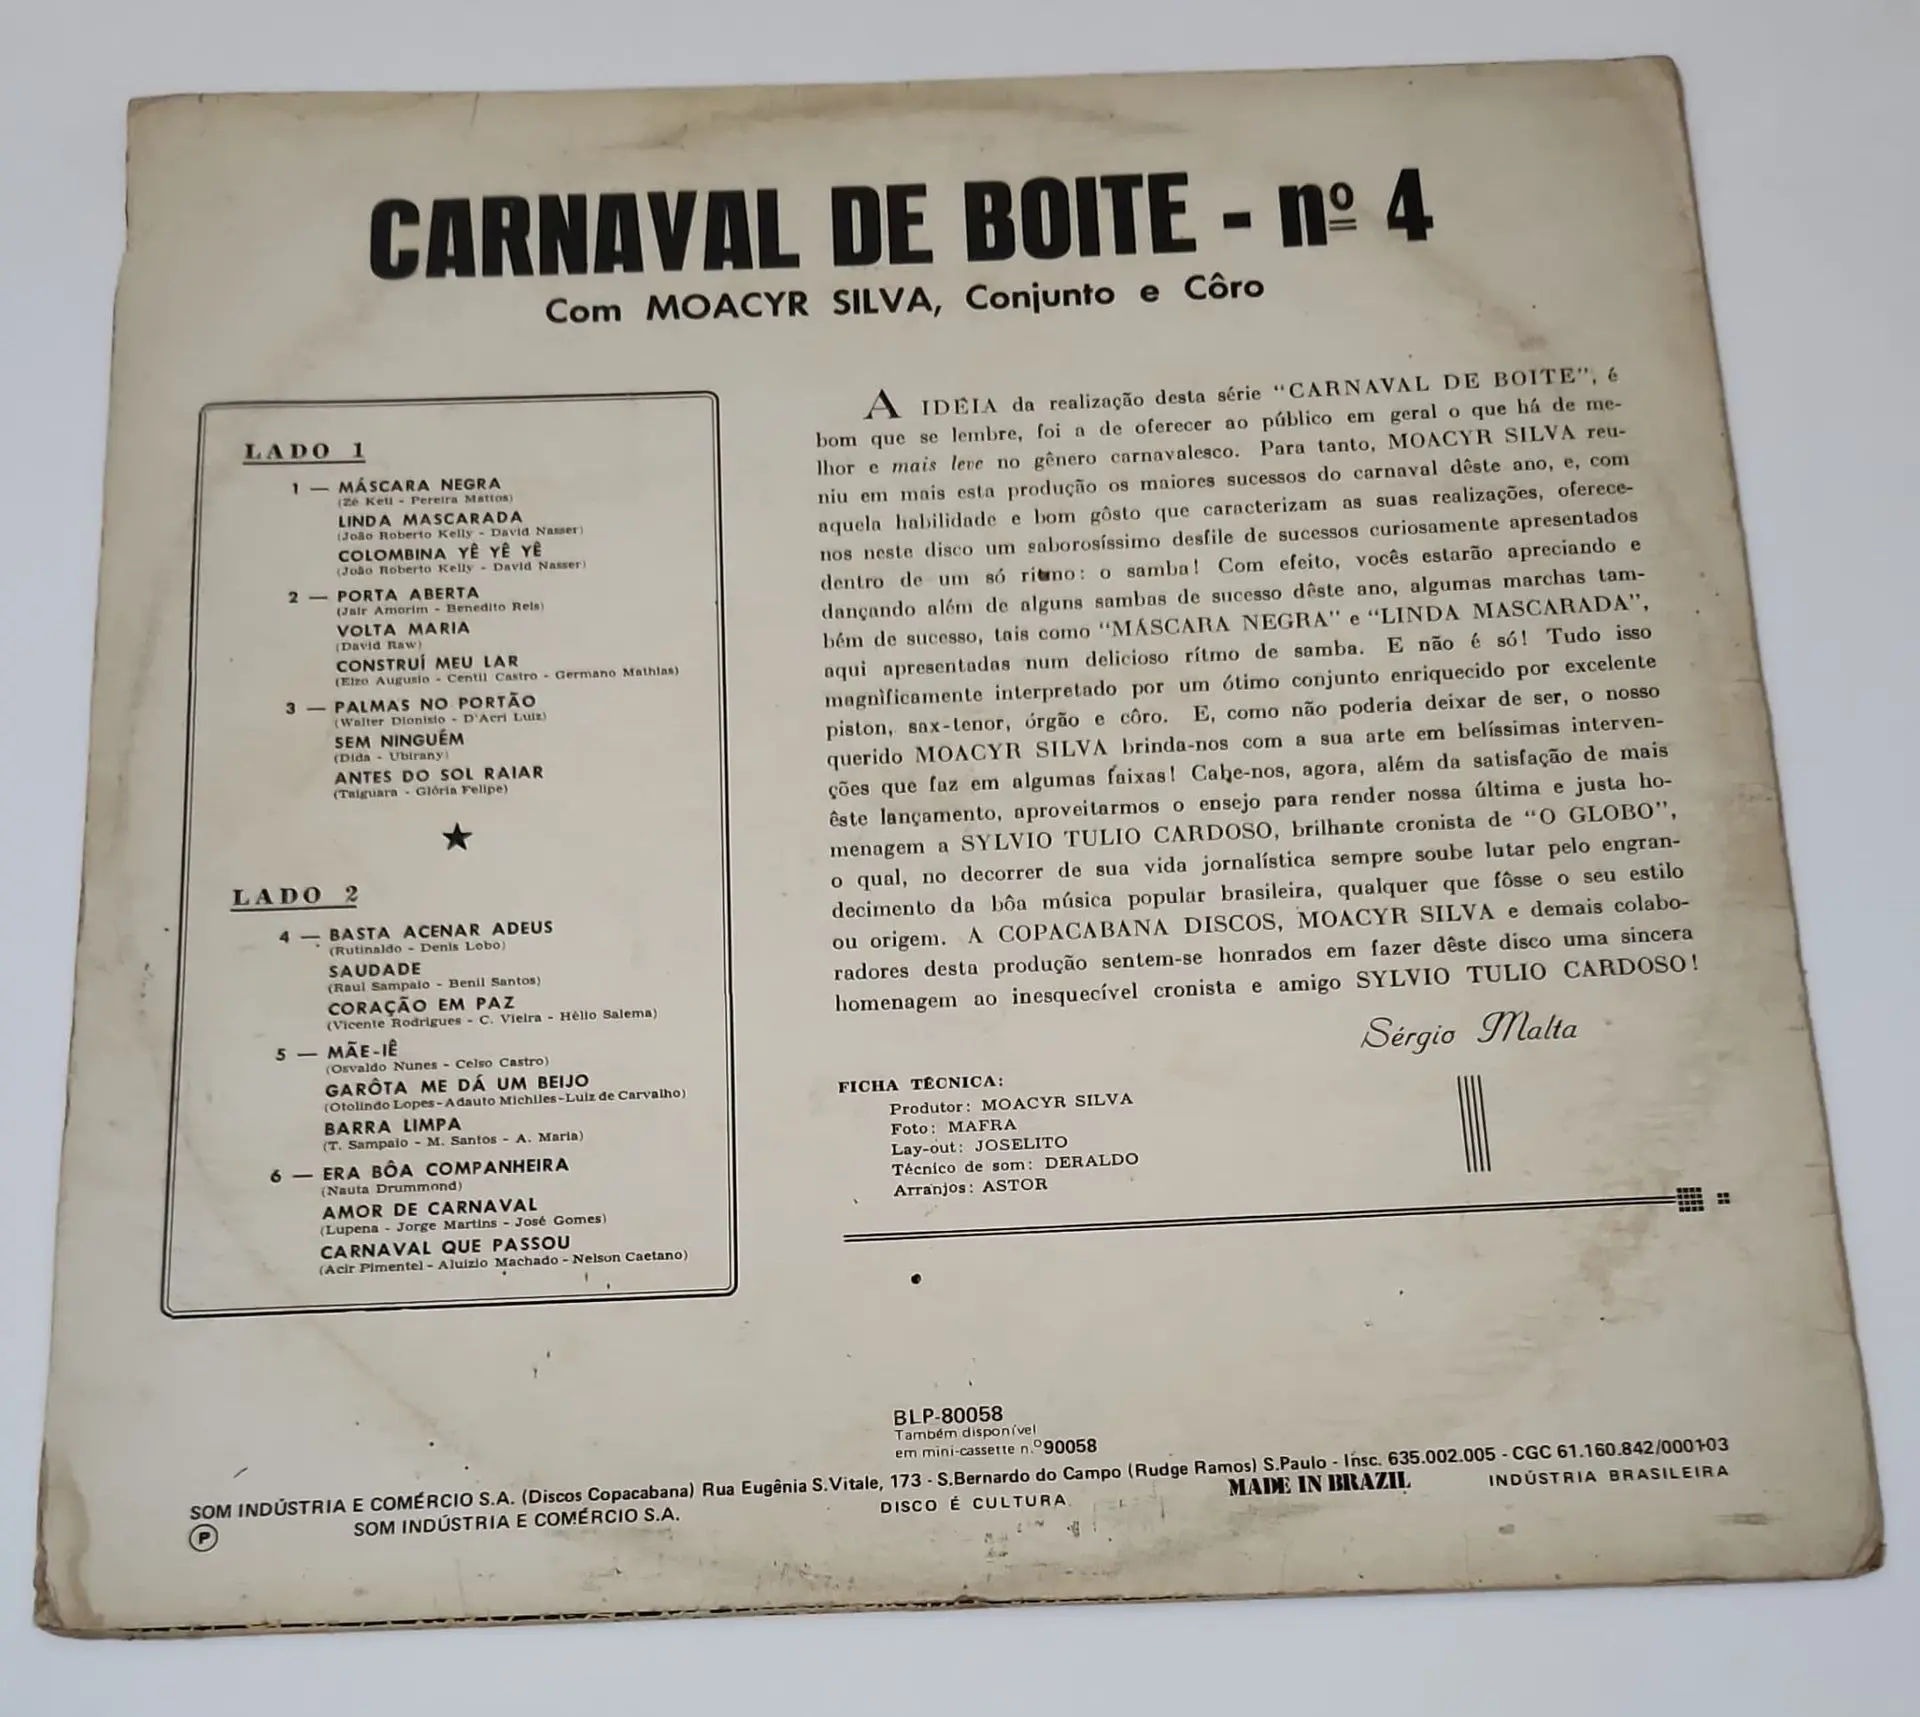 CARNAVAL DE BOITE - nº 4
Com MOACYR SILVA, Conjunto e Côro
LADO 1
1 — MÁSCARA NEGRA
(Zé Keti - Pereira Mattos)
LINDA MASCARADA
(João Roberto Kelly - David Nasser)
COLOMBINA YÊ YÊ YÊ
(João Roberto Kelly - David Nasser)
2 — PORTA ABERTA
(Jair Amorim - Benedito Reis)
VOLTA MARIA
(David Raw)
CONSTRUÍ MEU LAR
(Elzo Augusto - Centil Castro - Germano Mathias)
3 — PALMAS NO PORTÃO
(Walter Dionisio - D'Acri Luiz)
SEM NINGUÉM
(Dida - Ubirany)
ANTES DO SOL RAIAR
(Taiguara - Glória Felipe)
LADO 2
4 — BASTA ACENAR ADEUS
(Rutinaldo - Denis Lobo)
SAUDADE
(Raul Sampaio - Benil Santos)
CORAÇÃO EM PAZ
(Vicente Rodrigues - C. Vieira - Hélio Salema)
5 — MÃE-IÊ
(Osvaldo Nunes - Celso Castro)
GARÔTA ME DÁ UM BEIJO
(Otolindo Lopes-Adauto Michiles-Luiz de Carvalho)
BARRA LIMPA
(T. Sampaio - M. Santos - A. Maria)
6 — ERA BÔA COMPANHEIRA
(Nauta Drummond)
AMOR DE CARNAVAL
(Lupena - Jorge Martins - José Gomes)
CARNAVAL QUE PASSOU
(Acir Pimentel - Aluizio Machado - Nelson Caetano)
A IDÉIA da realização desta série "CARNAVAL DE BOITE", é
bom que se lembre, foi a de oferecer ao público em geral o que há de me-
lhor e mais leve no gênero carnavalesco. Para tanto, MOACYR SILVA reu-
niu em mais esta produção os maiores sucessos do carnaval dêste ano, e, com
aquela habilidade e bom gôsto que caracterizam as suas realizações, oferece-
nos neste disco um saborosíssimo desfile de sucessos curiosamente apresentados
dentro de um só ritmo: o samba! Com efeito, vocês estarão apreciando e
dançando além de alguns sambas de sucesso dêste ano, algumas marchas tam-
bém de sucesso, tais como "MÁSCARA NEGRA" e "LINDA MASCARADA",
aqui apresentadas num delicioso rítmo de samba. E não é só! Tudo isso
magnìficamente interpretado por um ótimo conjunto enriquecido por excelente
piston, sax-tenor, órgão e côro. E, como não poderia deixar de ser, o nosso
querido MOACYR SILVA brinda-nos com a sua arte em belíssimas interven-
ções que faz em algumas faixas! Cabe-nos, agora, além da satisfação de mais
êste lançamento, aproveitarmos o ensejo para render nossa última e justa ho-
menagem a SYLVIO TULIO CARDOSO, brilhante cronista de "O GLOBO",
o qual, no decorrer de sua vida jornalística sempre soube lutar pelo engran-
decimento da bôa música popular brasileira, qualquer que fôsse o seu estilo
ou origem. A COPACABANA DISCOS, MOACYR SILVA e demais colabo-
radores desta produção sentem-se honrados em fazer dêste disco uma sincera
homenagem ao inesquecível cronista e amigo SYLVIO TULIO CARDOSO!
Sérgio Malta
FICHA TÉCNICA:
Produtor: MOACYR SILVA
Foto: MAFRA
Lay-out: JOSELITO
Técnico de som: DERALDO
Arranjos: ASTOR
BLP-80058
Também disponível
em mini-cassette n.º 90058
SOM INDÚSTRIA E COMÉRCIO S.A. (Discos Copacabana) Rua Eugênia S.Vitale, 173 - S.Bernardo do Campo (Rudge Ramos) S.Paulo - Insc. 635.002.005 - CGC 61.160.842/0001-03
Ⓟ SOM INDÚSTRIA E COMÉRCIO S.A. DISCO É CULTURA MADE IN BRAZIL INDÚSTRIA BRASILEIRA